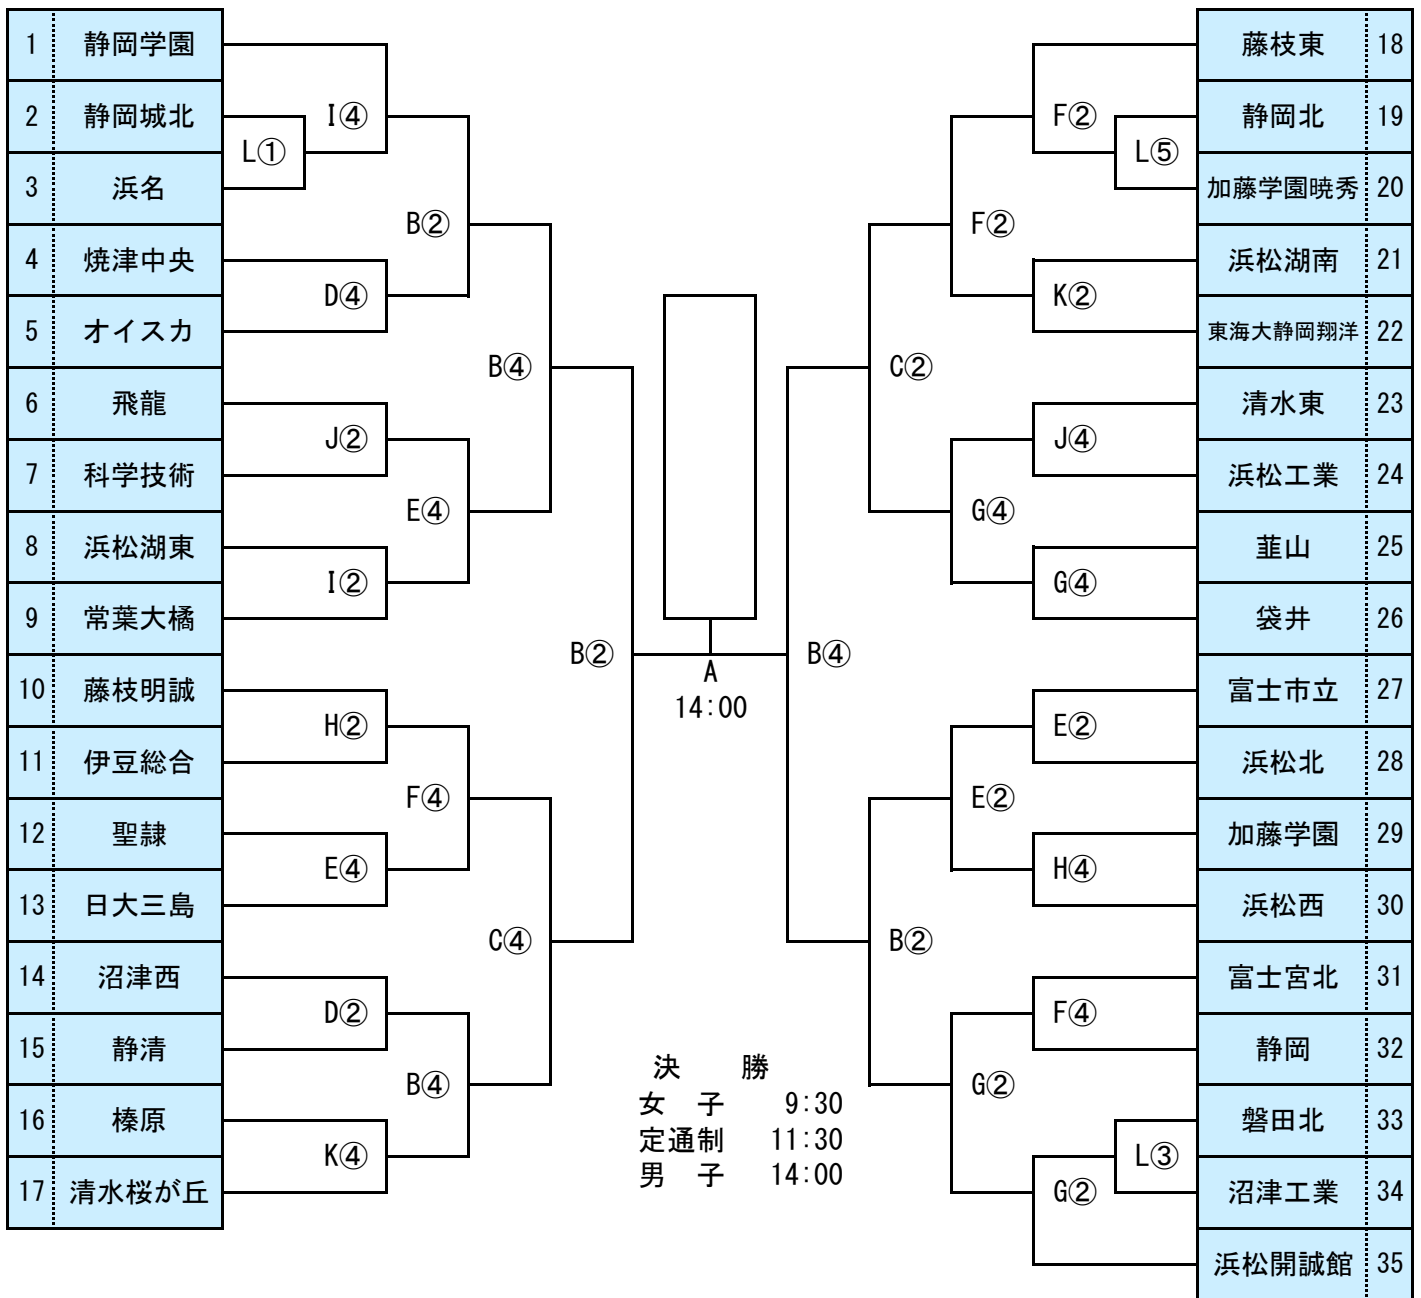 1 静岡学園
2 静岡城北
3 浜名
4 焼津中央
5 オイスカ
6 飛龍
7 科学技術
8 浜松湖東
9 常葉大橘
10 藤枝明誠
11 伊豆総合
12 聖隷
13 日大三島
14 沼津西
15 静清
16 榛原
17 清水桜が丘
L①
I④
D④
J②
I②
H②
E④
D②
K④
B②
E④
F④
B④
B④
C④
B②
A
14:00
決 勝
女 子 9:30
定通制 11:30
男 子 14:00
B④
C②
B②
F②
G④
E②
G②
F②
K②
J④
G④
E②
H④
F④
G②
L⑤
L③
藤枝東 18
静岡北 19
加藤学園暁秀 20
浜松湖南 21
東海大静岡翔洋 22
清水東 23
浜松工業 24
韮山 25
袋井 26
富士市立 27
浜松北 28
加藤学園 29
浜松西 30
富士宮北 31
静岡 32
磐田北 33
沼津工業 34
浜松開誠館 35